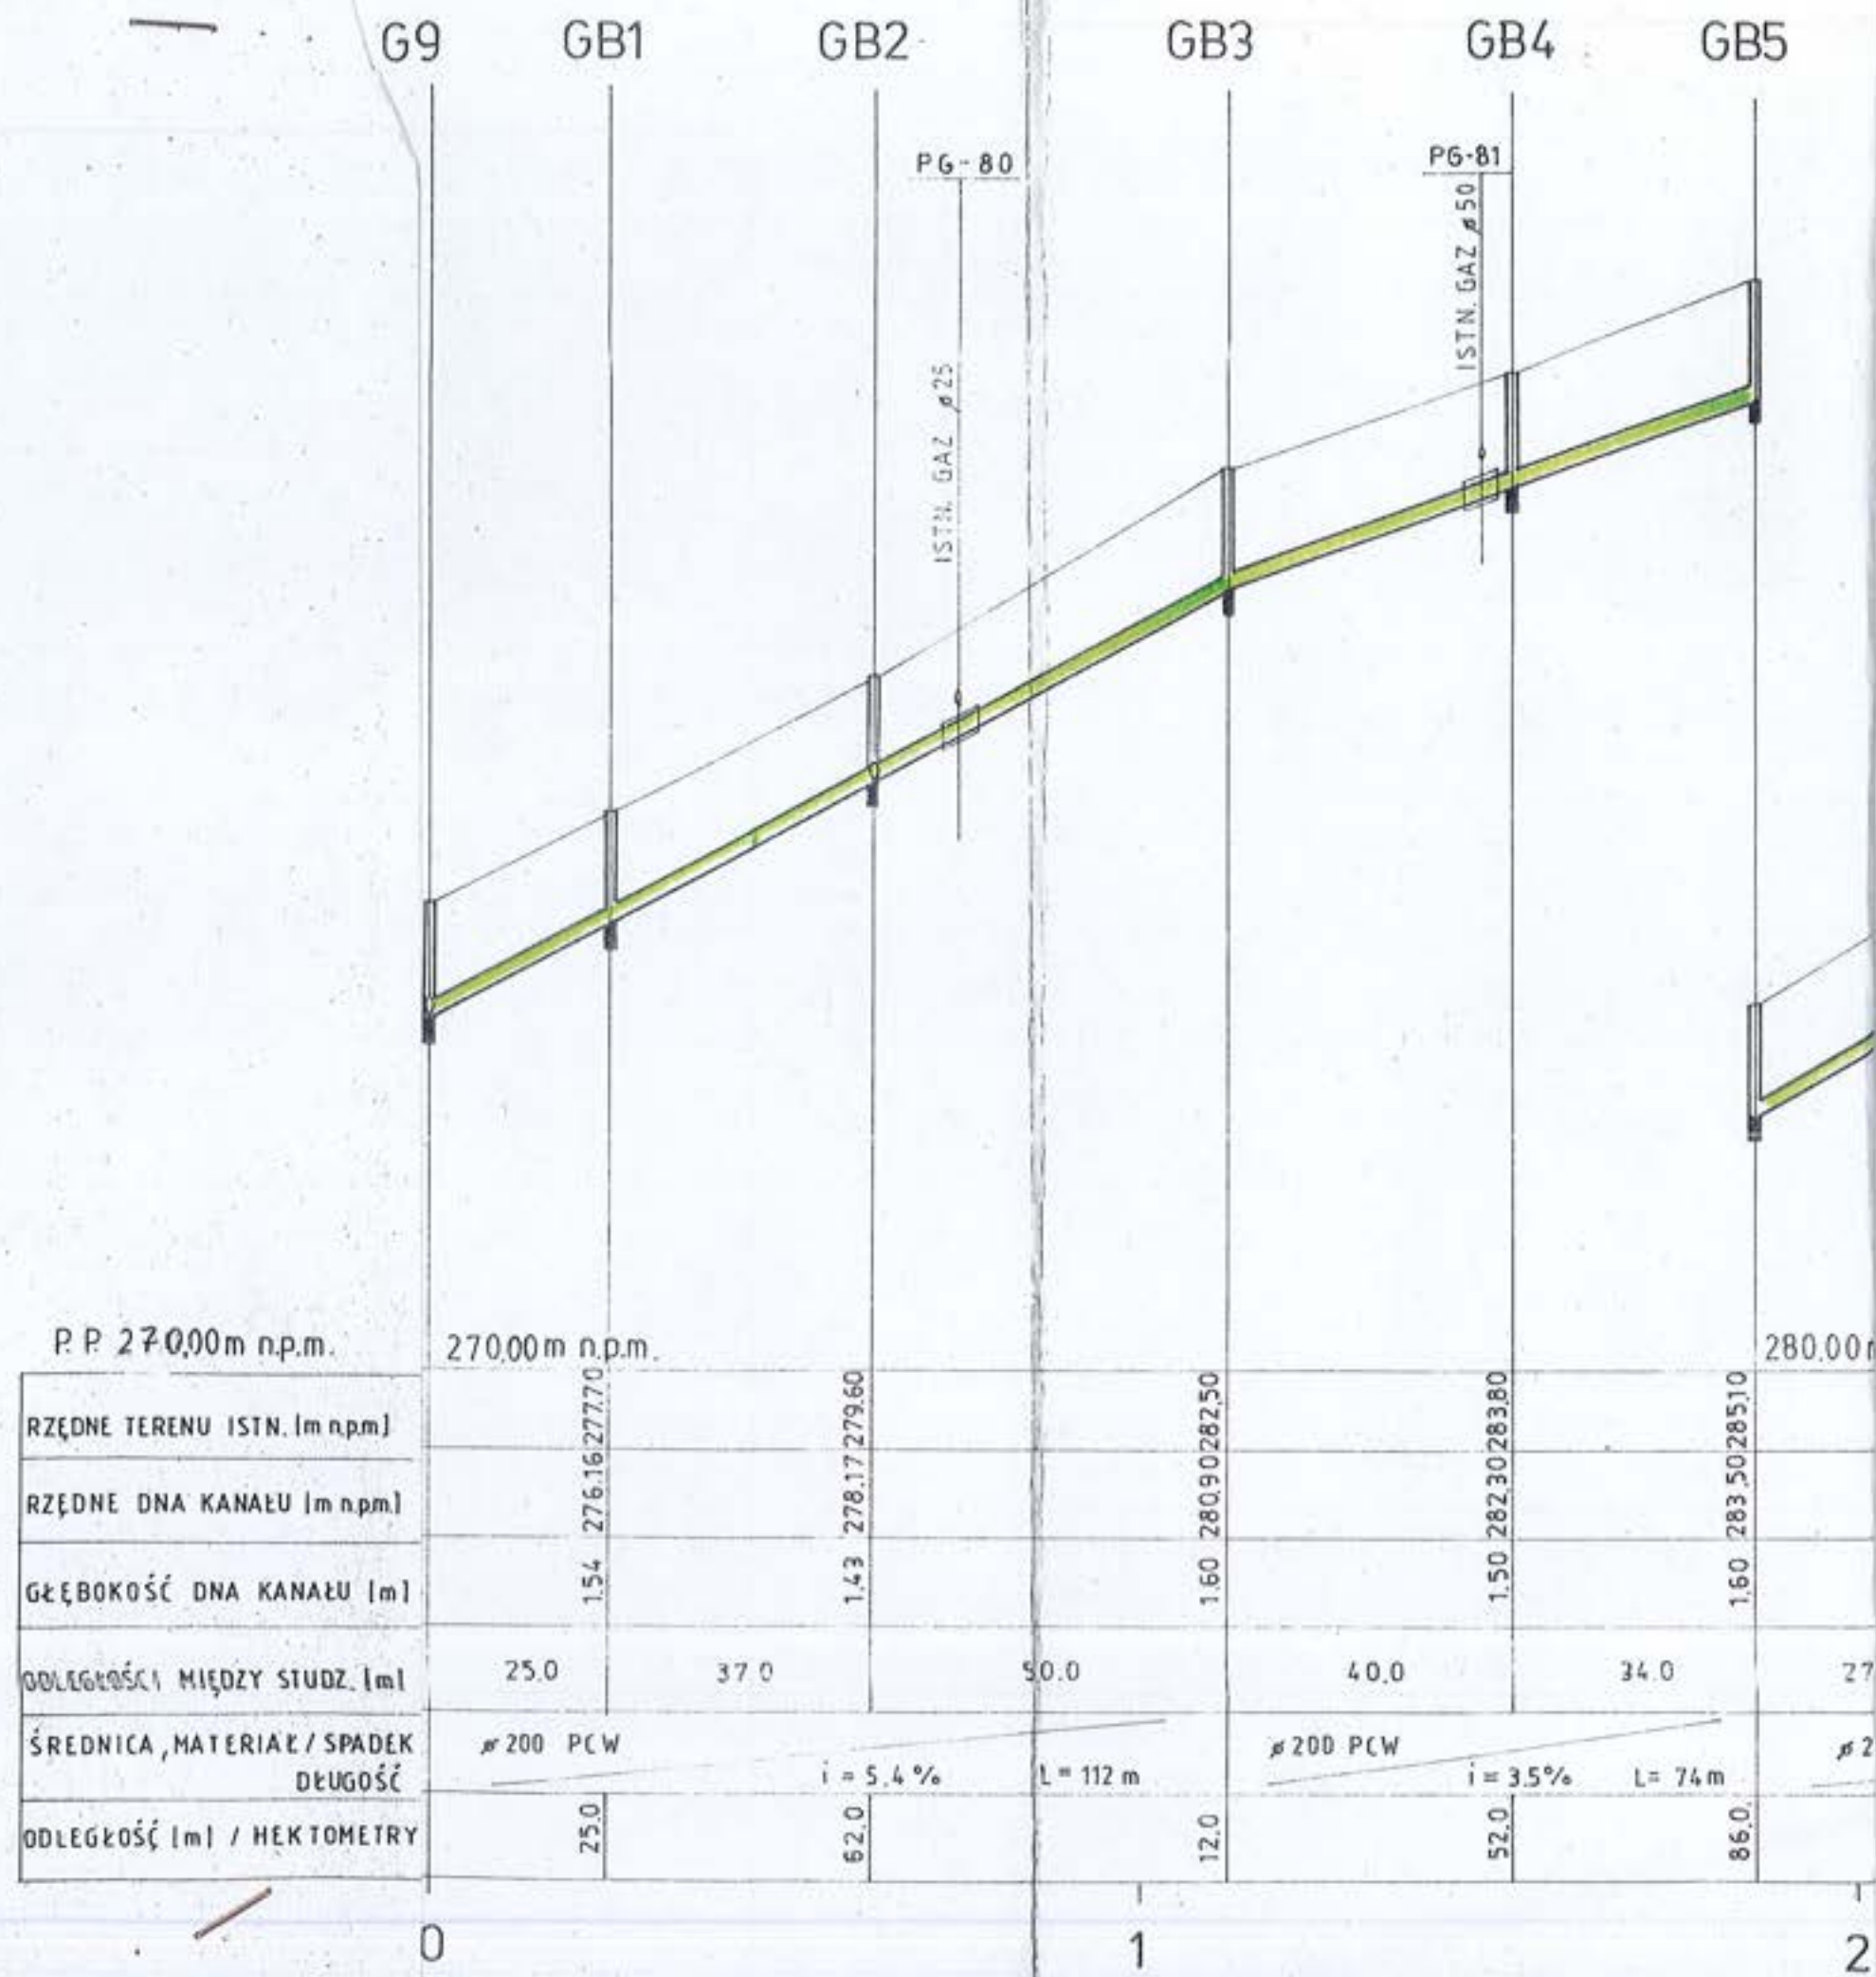 G9 GB1 GB2 GB3 GB4 GB5
PG-80
PG-81
ISTN. GAZ ø25
ISTN. GAZ ø50
P.P. 270,00m n.p.m. 270,00m n.p.m. 280,00
RZĘDNE TERENU ISTN. [m n.p.m] 277.70 279.60 282,50 283,80 285,10
RZĘDNE DNA KANAŁU [m n.p.m.] 276.16 278.17 280,90 282,30 283,50
GŁĘBOKOŚĆ DNA KANAŁU [m] 1.54 1.43 1.60 1.50 1.60
ODLEGŁOŚCI MIĘDZY STUDZ. [m] 25.0 37.0 50.0 40,0 34.0 27
ŚREDNICA, MATERIAŁ / SPADEK ø200 PCW ø200 PCW ø2
DŁUGOŚĆ i = 5,4% L = 112 m i = 3.5% L= 74m
ODLEGŁOŚĆ [m] / HEKTOMETRY 25.0 62.0 12.0 52.0 86.0
0 1 2